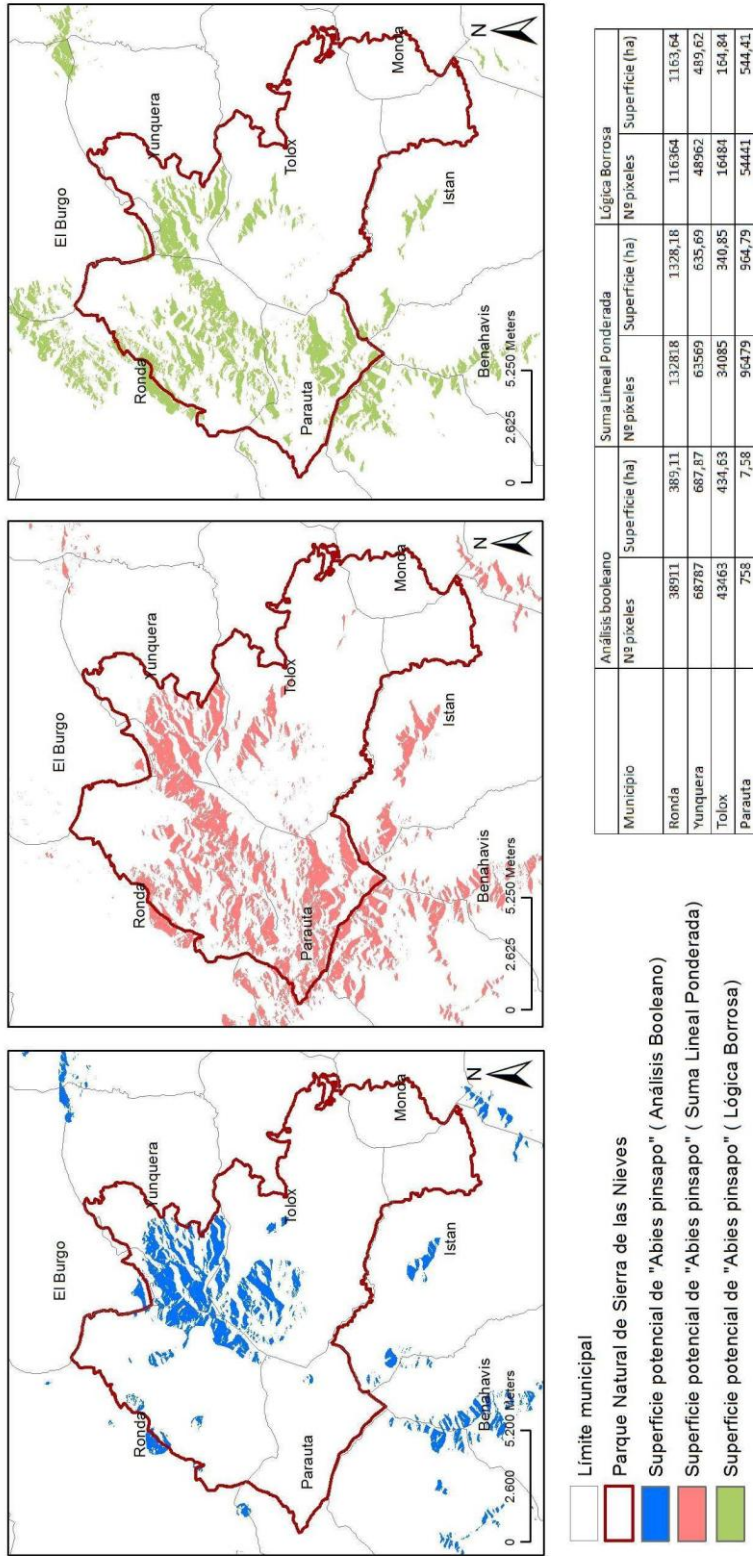 El Burgo
Ronda
Yunquera
Tolox
Parauta
Monda
Istan
Benahavis
N
0 2.600 5.200 Meters
El Burgo
Ronda
Yunquera
Tolox
Parauta
Monda
Istan
Benahavis
N
0 2.625 5.250 Meters
El Burgo
Ronda
Yunquera
Tolox
Parauta
Monda
Istan
Benahavis
N
0 2.625 5.250 Meters
Límite municipal
Parque Natural de Sierra de las Nieves
Superficie potencial de "Abies pinsapo" ( Análisis Booleano)
Superficie potencial de "Abies pinsapo" ( Suma Lineal Ponderada)
Superficie potencial de "Abies pinsapo" ( Lógica Borrosa)
Análisis booleano Suma Lineal Ponderada Lógica Borrosa
Municipio Nº píxeles Superficie (ha) Nº píxeles Superficie (ha) Nº píxeles Superficie (ha)
Ronda 38911 389,11 132818 1328,18 116364 1163,64
Yunquera 68787 687,87 63569 635,69 48962 489,62
Tolox 43463 434,63 34085 340,85 16484 164,84
Parauta 758 7,58 96479 964,79 54441 544,41